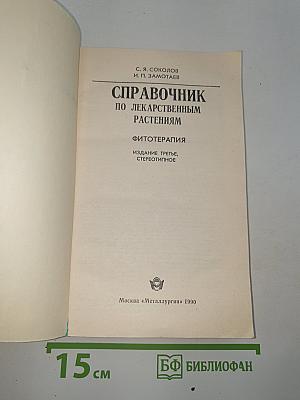 С. Я. СОКОЛОВ
И. П. ЗАМОТАЕВ
СПРАВОЧНИК
ПО ЛЕКАРСТВЕННЫМ
РАСТЕНИЯМ
ФИТОТЕРАПИЯ
ИЗДАНИЕ ТРЕТЬЕ,
СТЕРЕОТИПНОЕ
Москва «Металлургия» 1990
15 см
БФ БИБЛИОФАН